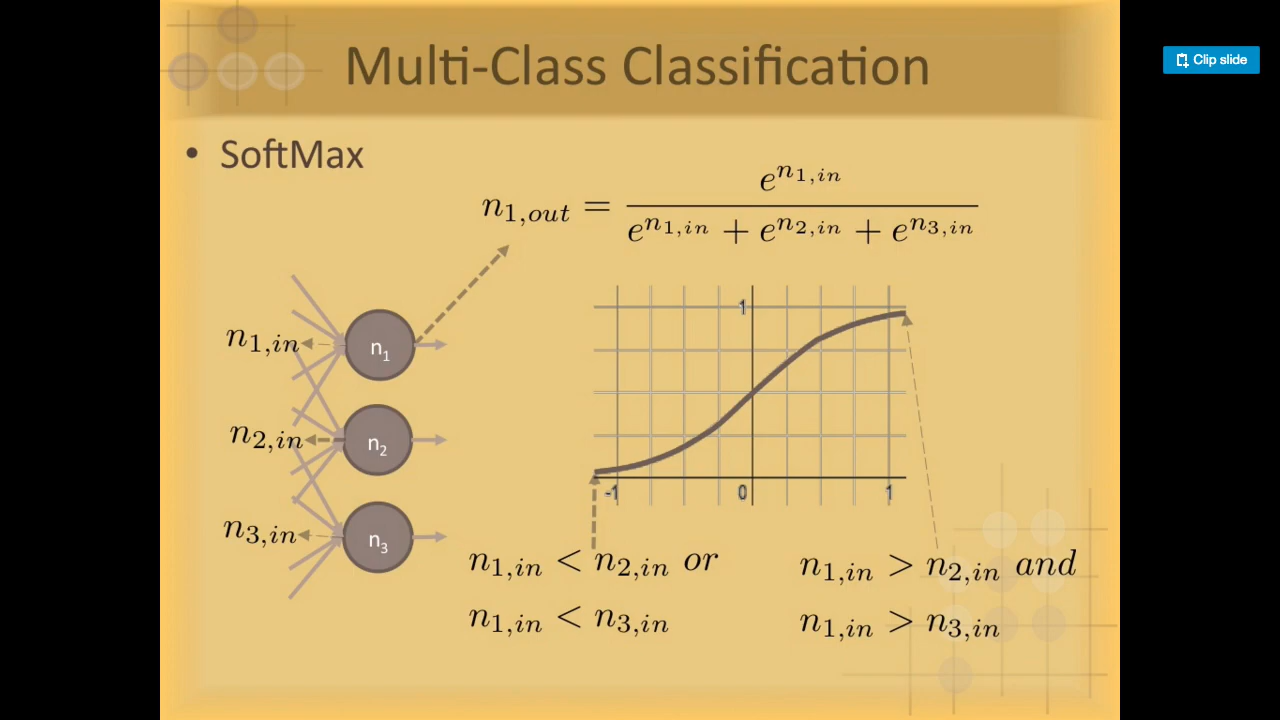 Multi-Class Classification
Clip slide
• SoftMax
n_{1,out} = \frac{e^{n_{1,in}}}{e^{n_{1,in}} + e^{n_{2,in}} + e^{n_{3,in}}}
n_{1,in}
n_1
n_{2,in}
n_2
n_{3,in}
n_3
1
-1 0 1
n_{1,in} < n_{2,in} or
n_{1,in} < n_{3,in}
n_{1,in} > n_{2,in} and
n_{1,in} > n_{3,in}